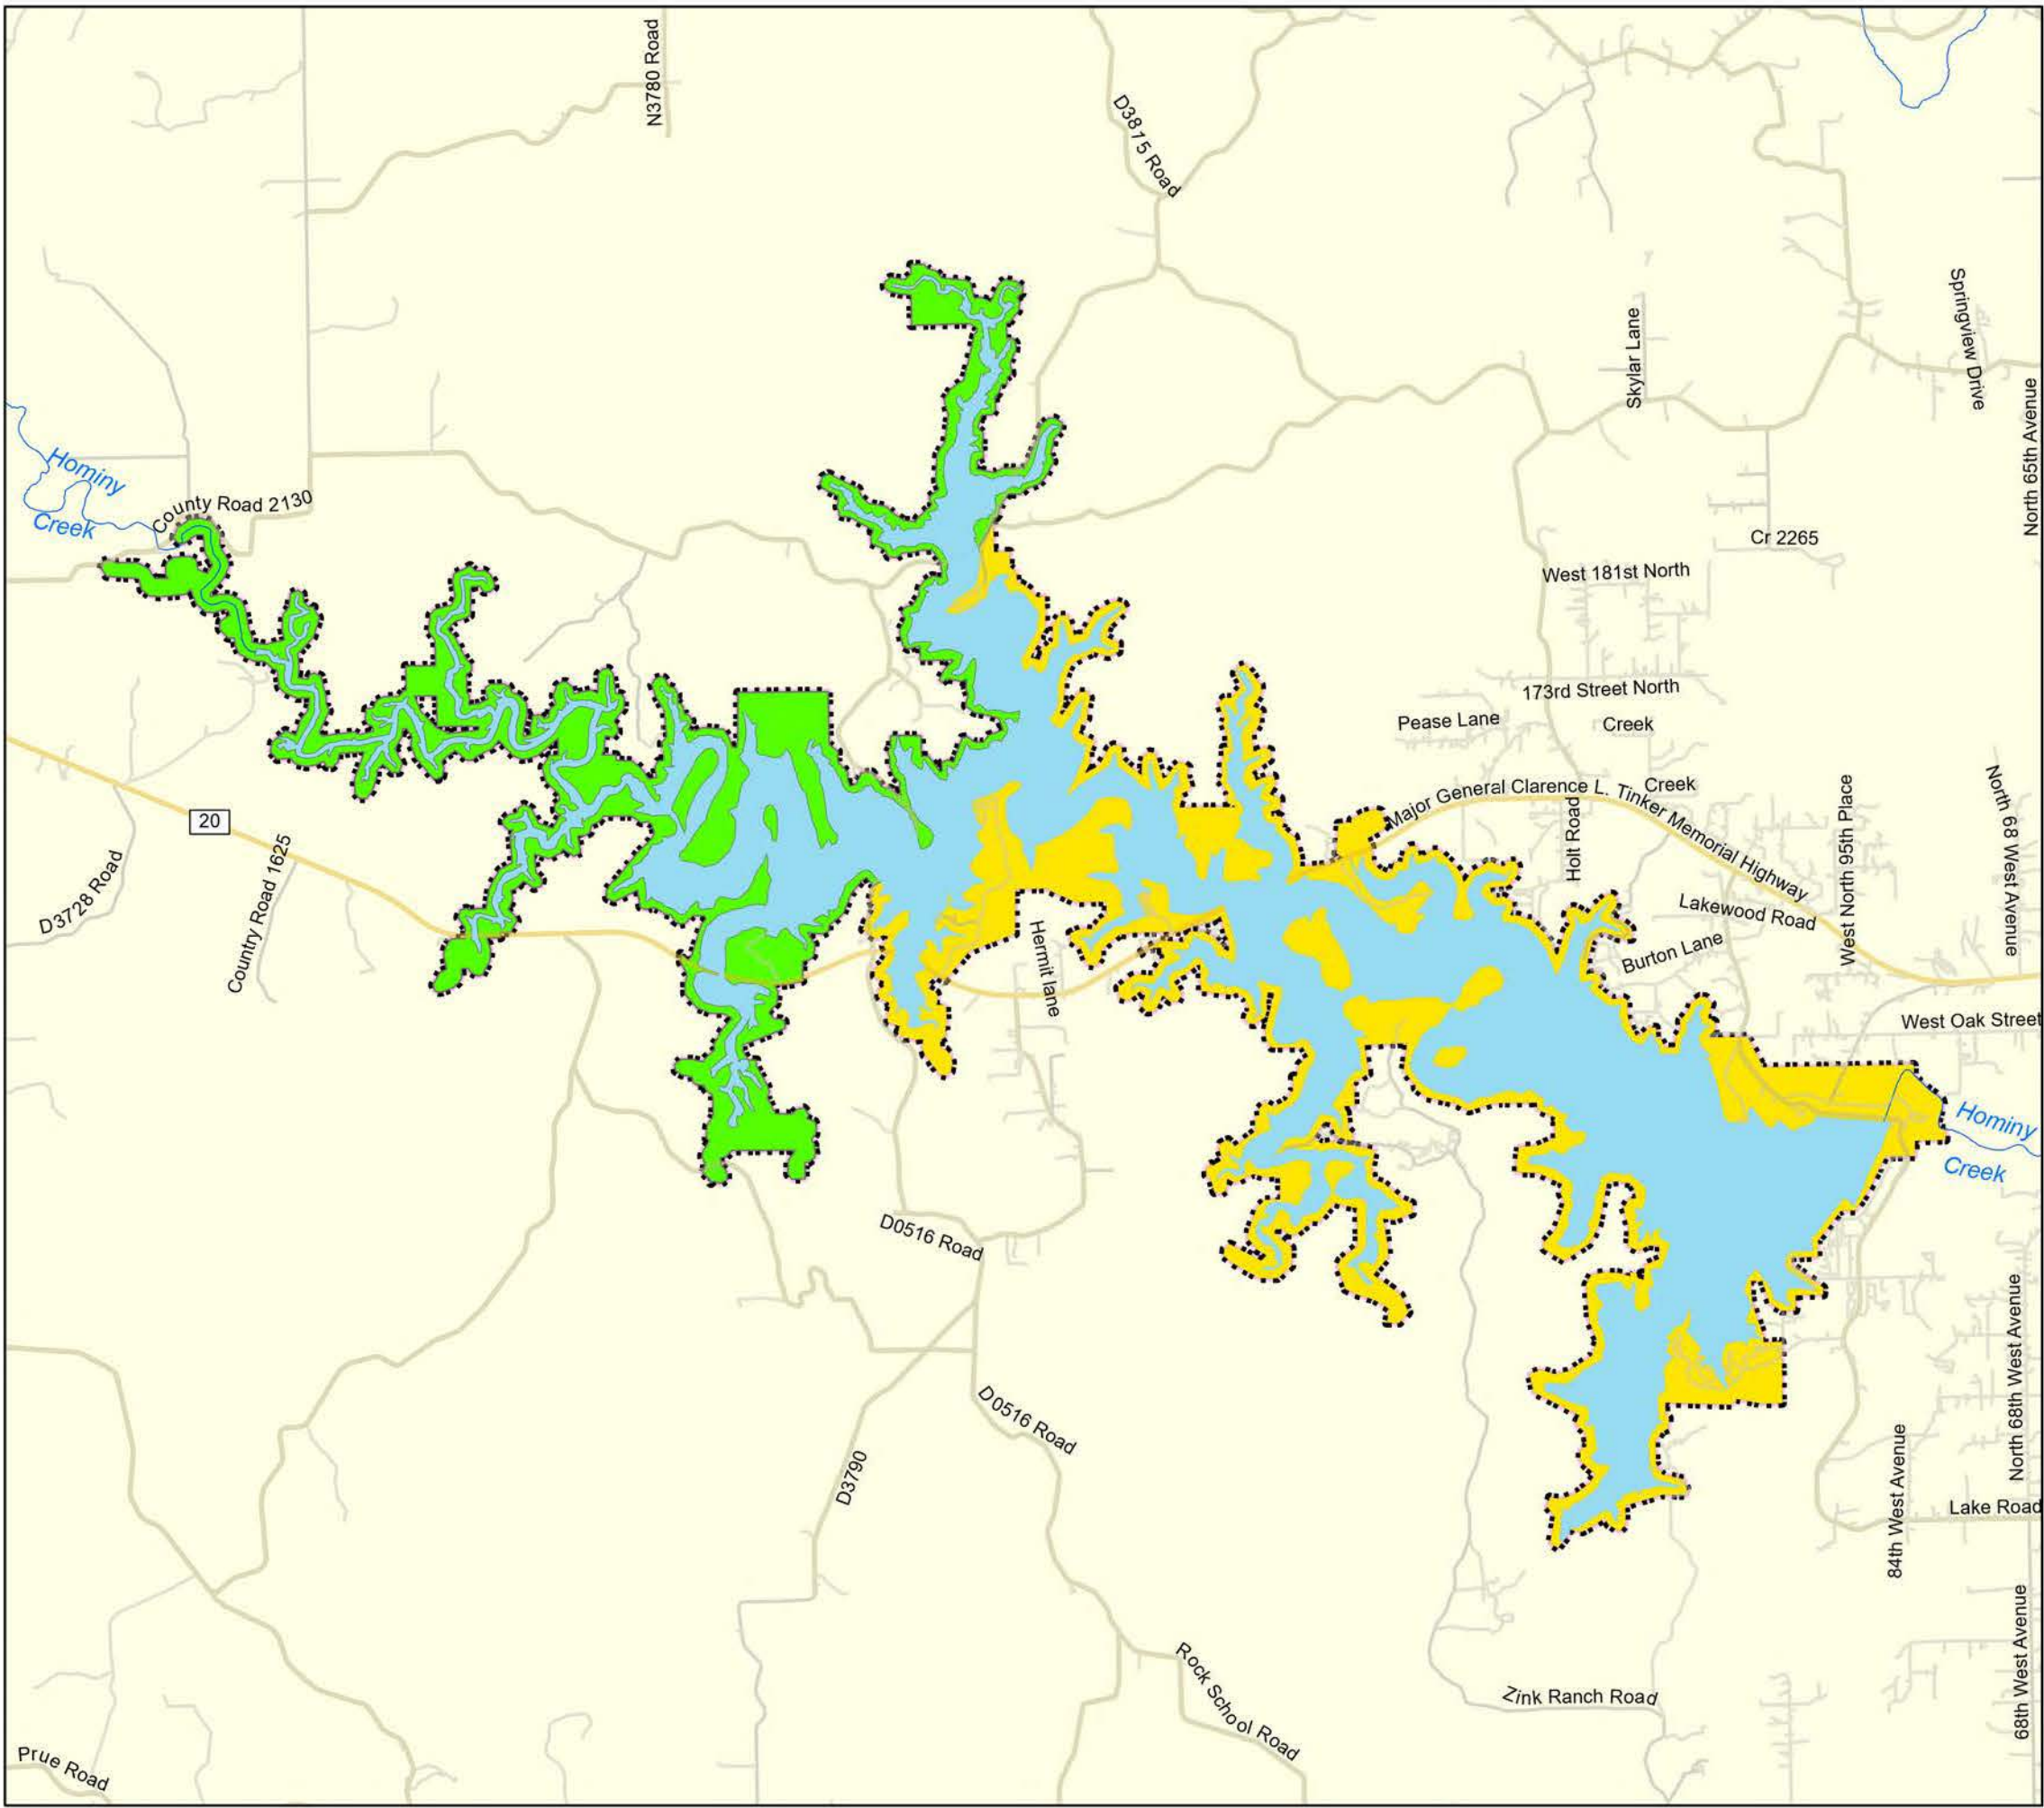 N3780 Road
D3815 Road
Springview Drive
Skylar Lane
North 65th Avenue
Hominy
Creek
County Road 2130
Cr 2265
West 181st North
173rd Street North
Pease Lane
Creek
Creek
Major General Clarence L. Tinker Memorial Highway
Holt Road
West North 95th Place
North 68 West Avenue
20
D3728 Road
Country Road 1625
Lakewood Road
Burton Lane
Hermit lane
West Oak Street
Hominy
Creek
D0516 Road
North 68th West Avenue
D0516 Road
D3790
84th West Avenue
Lake Road
68th West Avenue
Rock School Road
Zink Ranch Road
Prue Road